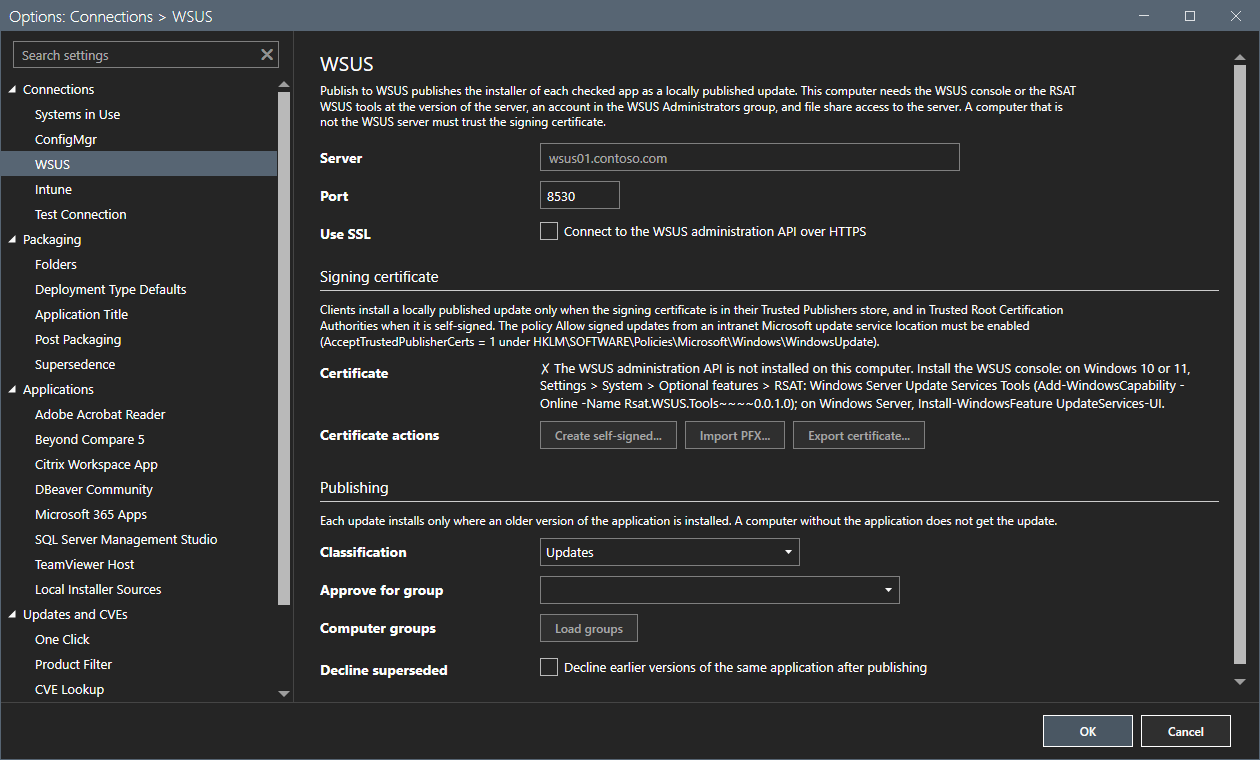 Options: Connections > WSUS
Search settings
Connections
Systems in Use
ConfigMgr
WSUS
Intune
Test Connection
Packaging
Folders
Deployment Type Defaults
Application Title
Post Packaging
Supersedence
Applications
Adobe Acrobat Reader
Beyond Compare 5
Citrix Workspace App
DBeaver Community
Microsoft 365 Apps
SQL Server Management Studio
TeamViewer Host
Local Installer Sources
Updates and CVEs
One Click
Product Filter
CVE Lookup
WSUS
Publish to WSUS publishes the installer of each checked app as a locally published update. This computer needs the WSUS console or the RSAT
WSUS tools at the version of the server, an account in the WSUS Administrators group, and file share access to the server. A computer that is
not the WSUS server must trust the signing certificate.
Server
wsus01.contoso.com
Port
8530
Use SSL
Connect to the WSUS administration API over HTTPS
Signing certificate
Clients install a locally published update only when the signing certificate is in their Trusted Publishers store, and in Trusted Root Certification
Authorities when it is self-signed. The policy Allow signed updates from an intranet Microsoft update service location must be enabled
(AcceptTrustedPublisherCerts = 1 under HKLM\SOFTWARE\Policies\Microsoft\Windows\WindowsUpdate).
Certificate
✗ The WSUS administration API is not installed on this computer. Install the WSUS console: on Windows 10 or 11,
Settings > System > Optional features > RSAT: Windows Server Update Services Tools (Add-WindowsCapability -
Online -Name Rsat.WSUS.Tools~~~~0.0.1.0); on Windows Server, Install-WindowsFeature UpdateServices-UI.
Certificate actions
Create self-signed...
Import PFX...
Export certificate...
Publishing
Each update installs only where an older version of the application is installed. A computer without the application does not get the update.
Classification
Updates
Approve for group
Computer groups
Load groups
Decline superseded
Decline earlier versions of the same application after publishing
OK
Cancel